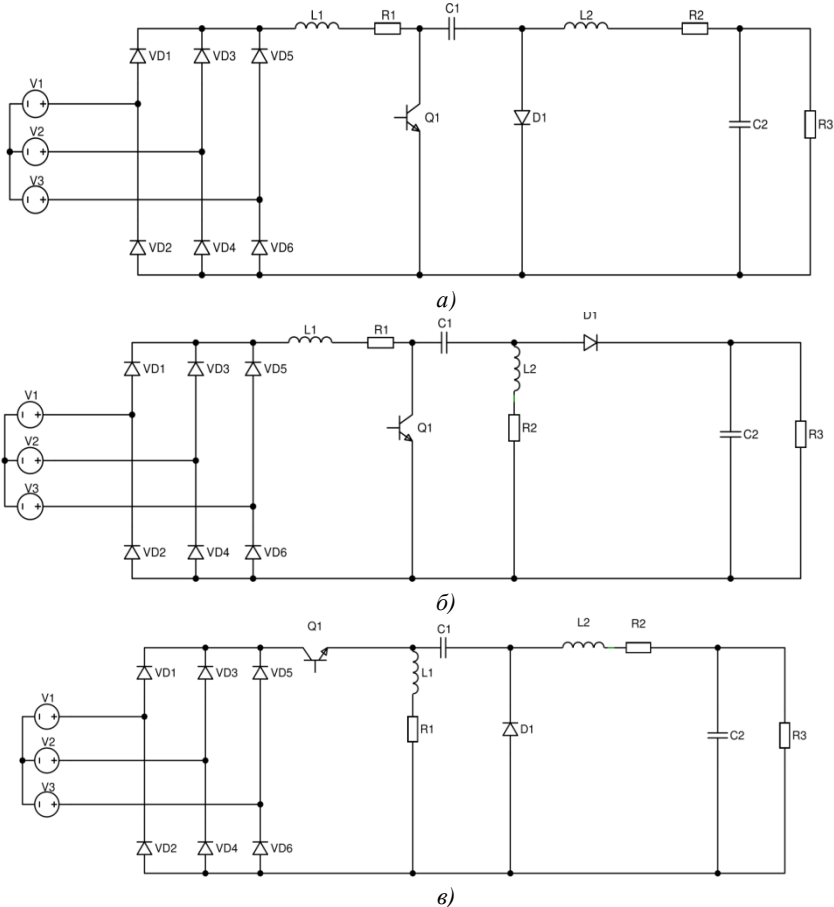 L1 R1 C1 L2 R2
VD1 VD3 VD5
V1
Q1 D1 C2 R3
V2
V3
VD2 VD4 VD6
а)
L1 R1 C1 D1
VD1 VD3 VD5 L2
V1
Q1 R2 C2 R3
V2
V3
VD2 VD4 VD6
б)
Q1 C1 L2 R2
VD1 VD3 VD5 L1
V1
R1 D1 C2 R3
V2
V3
VD2 VD4 VD6
в)